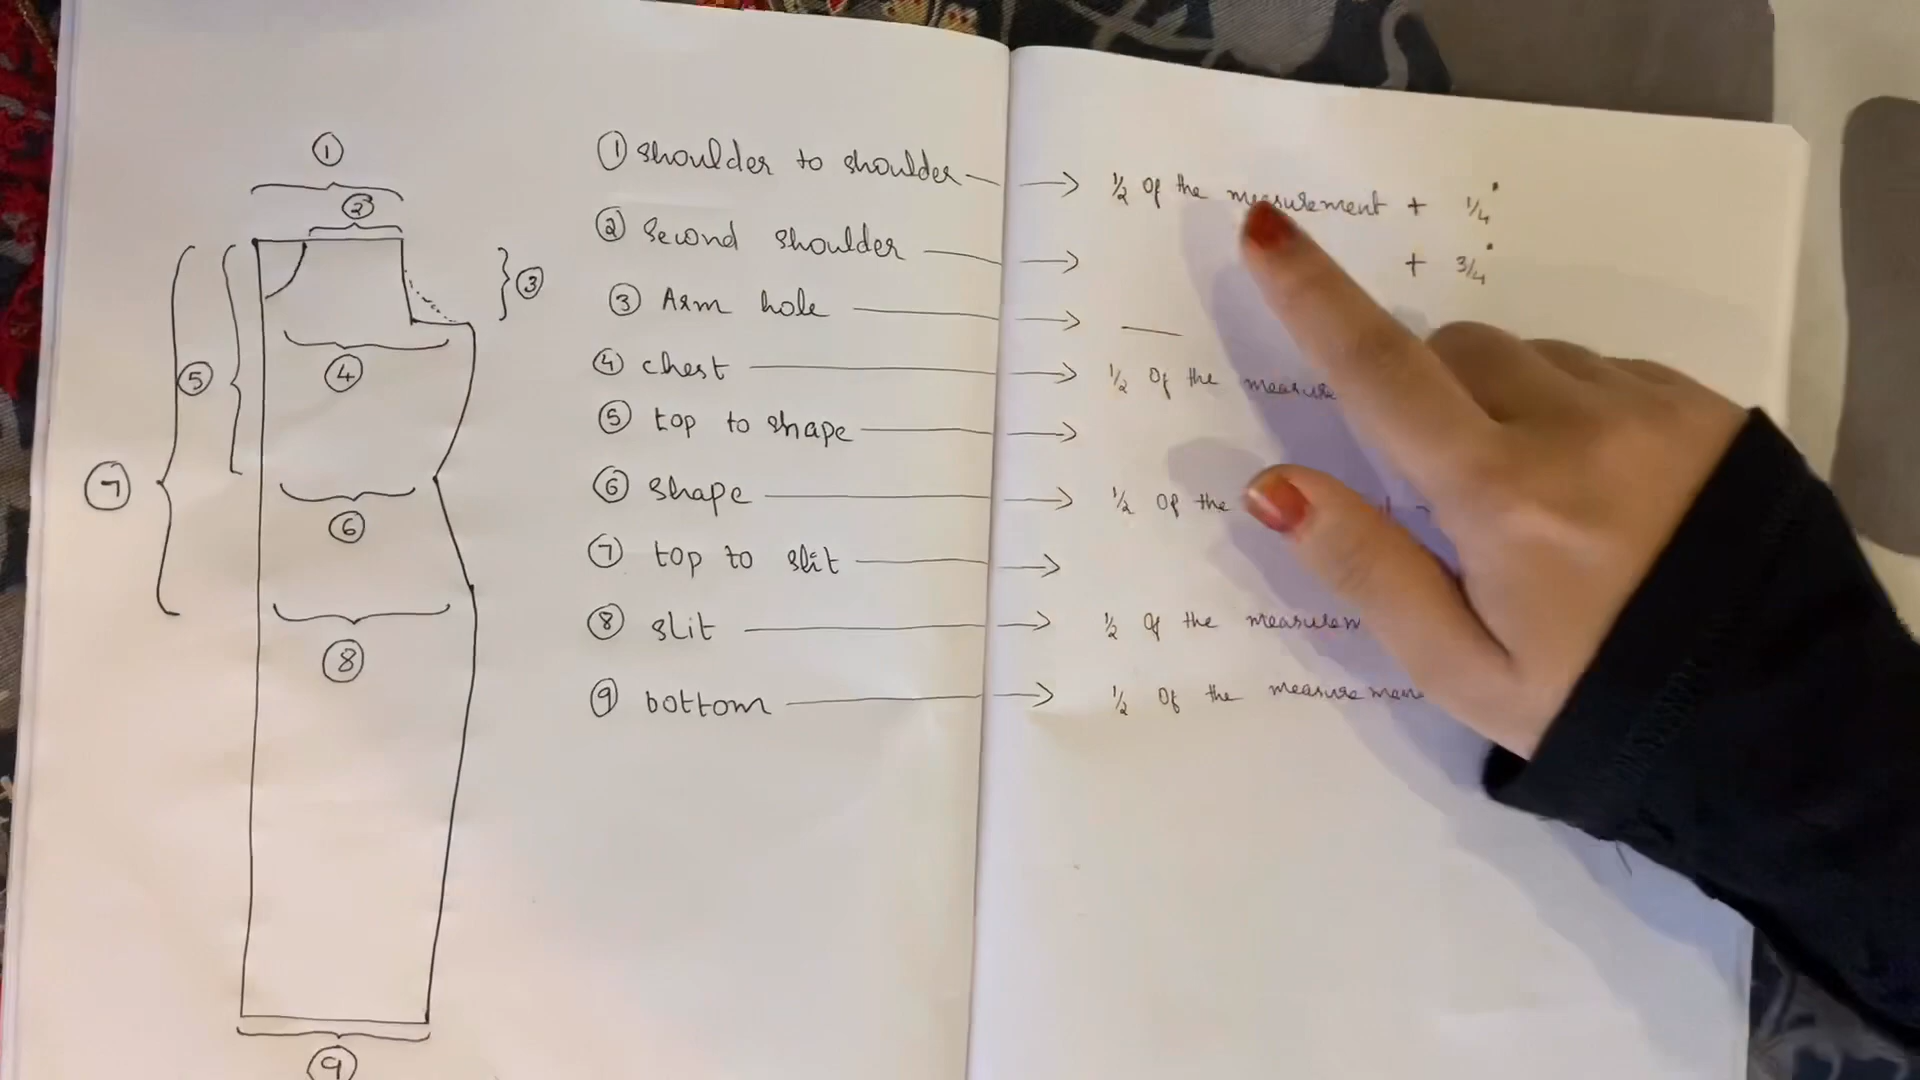 ①
②
③
④
⑤
⑥
⑦
⑧
⑨
① shoulder to shoulder → 1/2 of the measurement + 1/4"
② second shoulder → + 3/4"
③ Arm hole → —
④ chest → 1/2 of the measure
⑤ top to shape →
⑥ shape → 1/2 of the
⑦ top to slit →
⑧ slit → 1/2 of the measurem
⑨ bottom → 1/2 of the measureme